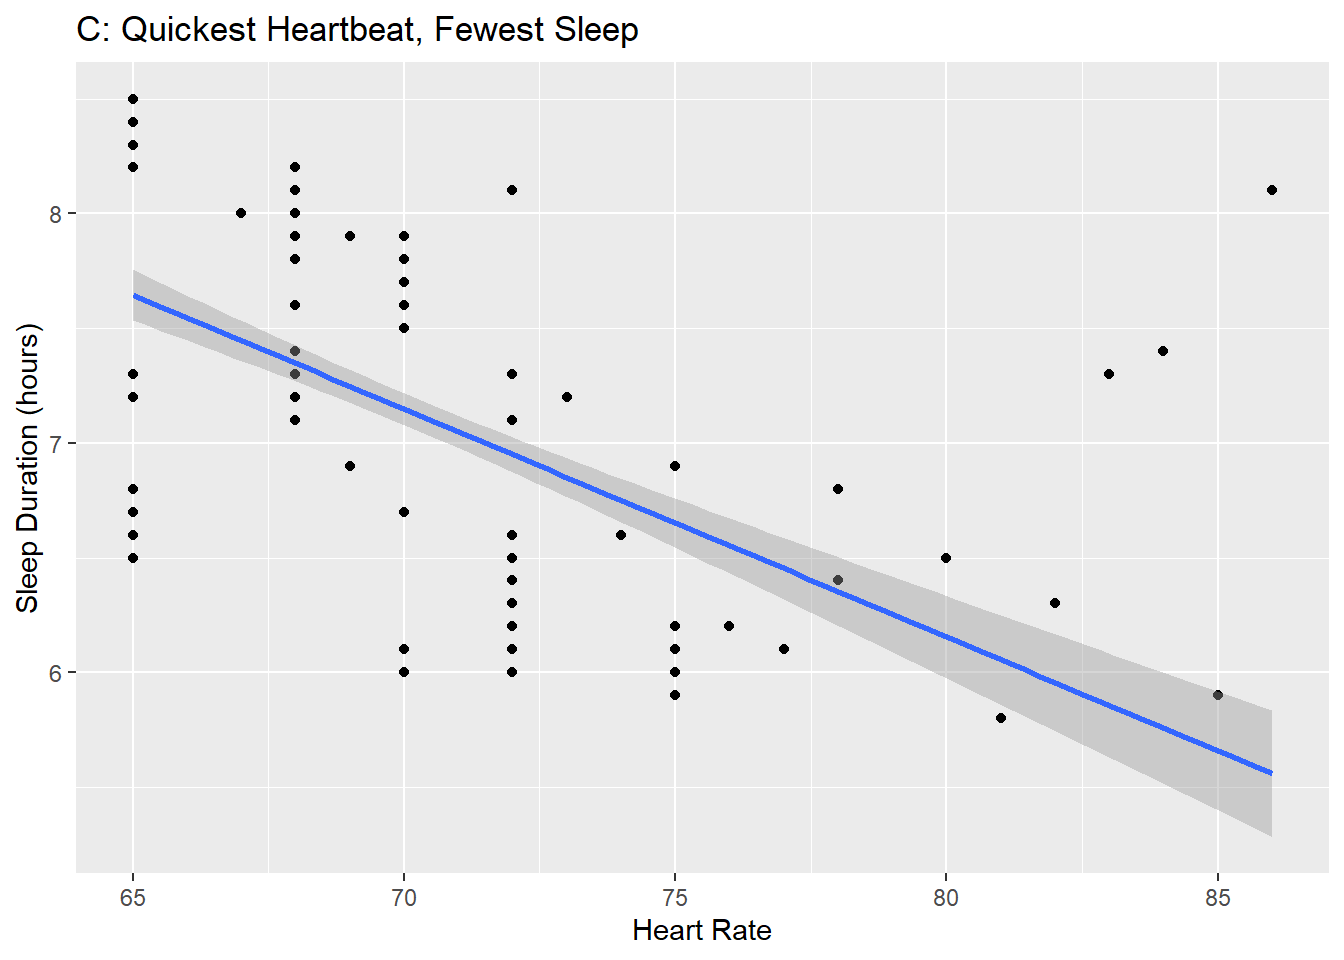 C: Quickest Heartbeat, Fewest Sleep
Sleep Duration (hours)
8
7
6
65 70 75 80 85
Heart Rate